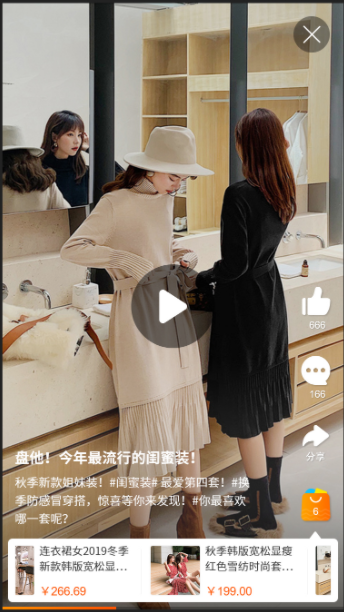 666
166
分享
6
盘他！今年最流行的闺蜜装！
秋季新款姐妹装！#闺蜜装# 最爱第四套！#换
季防感冒穿搭，惊喜等你来发现！#你最喜欢
哪一套呢?
连衣裙女2019冬季
新款韩版宽松显...
￥266.69
秋季韩版宽松显瘦
红色雪纺时尚套...
￥199.00